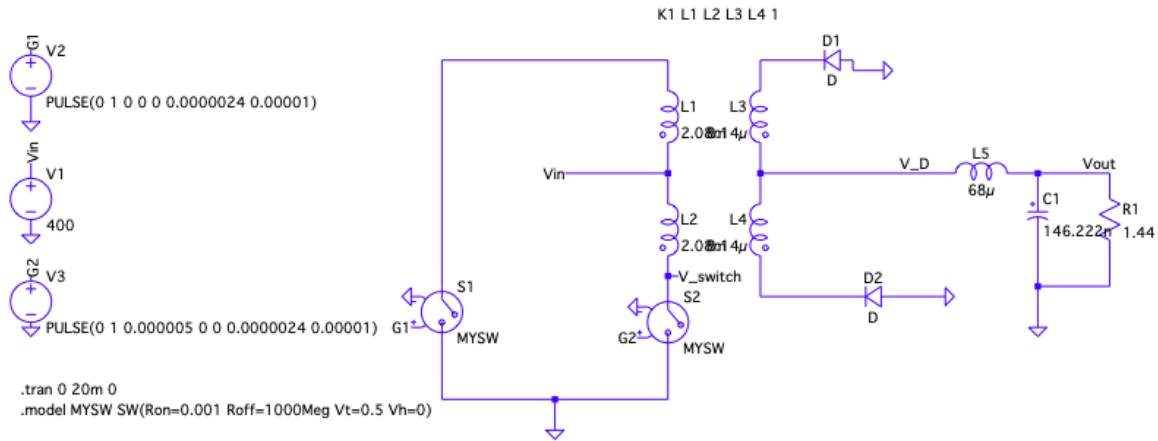 K1 L1 L2 L3 L4 1
G1
V2
PULSE(0 1 0 0 0 0.0000024 0.00001)
Vin
V1
400
G2
V3
PULSE(0 1 0.000005 0 0 0.0000024 0.00001)
S1
G1
MYSW
Vin
L1
L3
L2
L4
V_switch
S2
G2
MYSW
D1
D
D2
D
V_D
L5
68µ
Vout
C1
146.222n
R1
1.44
.tran 0 20m 0
.model MYSW SW(Ron=0.001 Roff=1000Meg Vt=0.5 Vh=0)